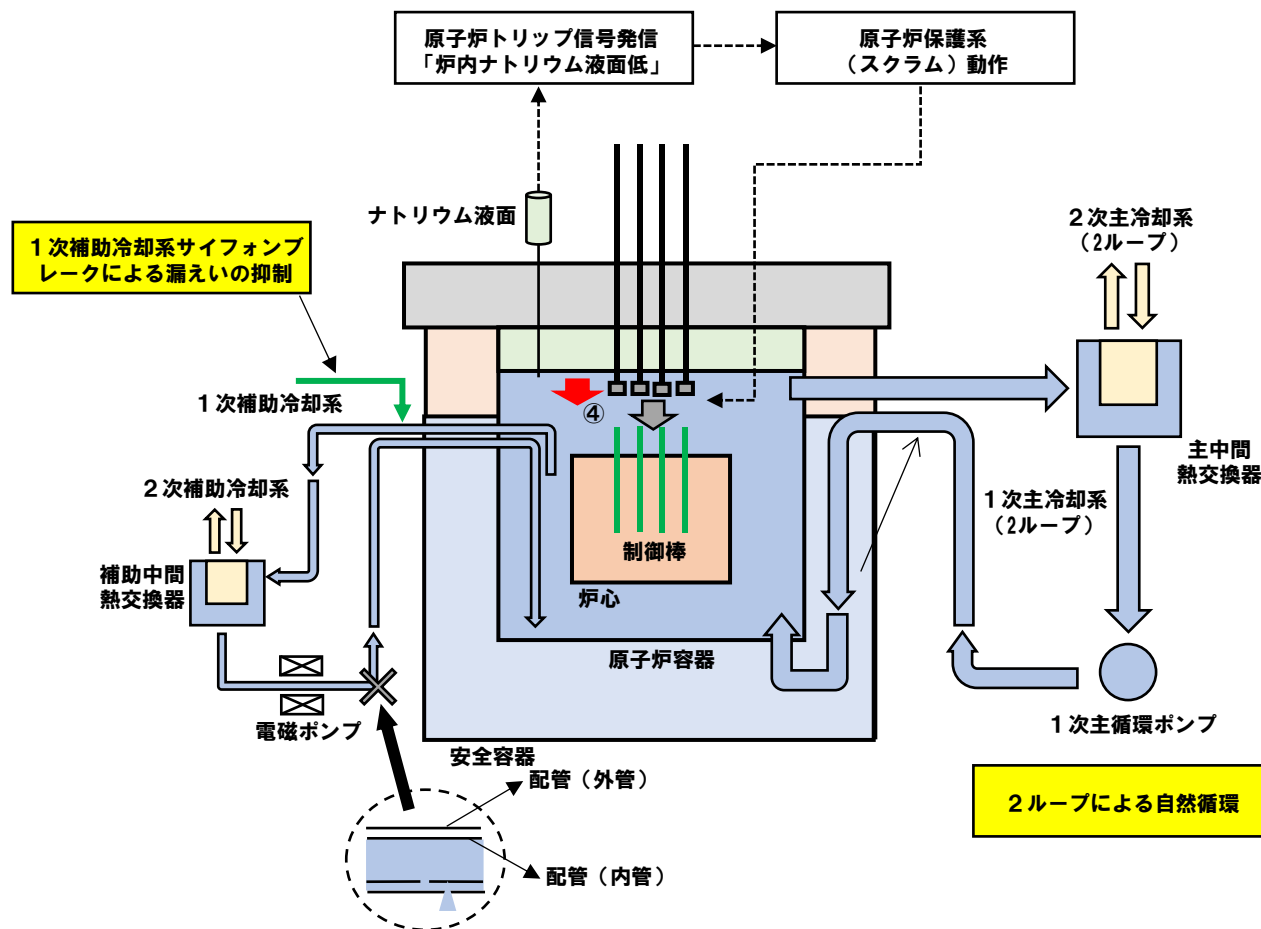 原子炉トリップ信号発信
「炉内ナトリウム液面低」
原子炉保護系
（スクラム）動作
ナトリウム液面
１次補助冷却系サイフォンブ
レークによる漏えいの抑制
２次主冷却系
（2ループ）
１次補助冷却系
④
主中間
熱交換器
２次補助冷却系
１次主冷却系
（2ループ）
制御棒
補助中間
熱交換器
炉心
原子炉容器
電磁ポンプ
１次主循環ポンプ
安全容器
配管（外管）
２ループによる自然循環
配管（内管）